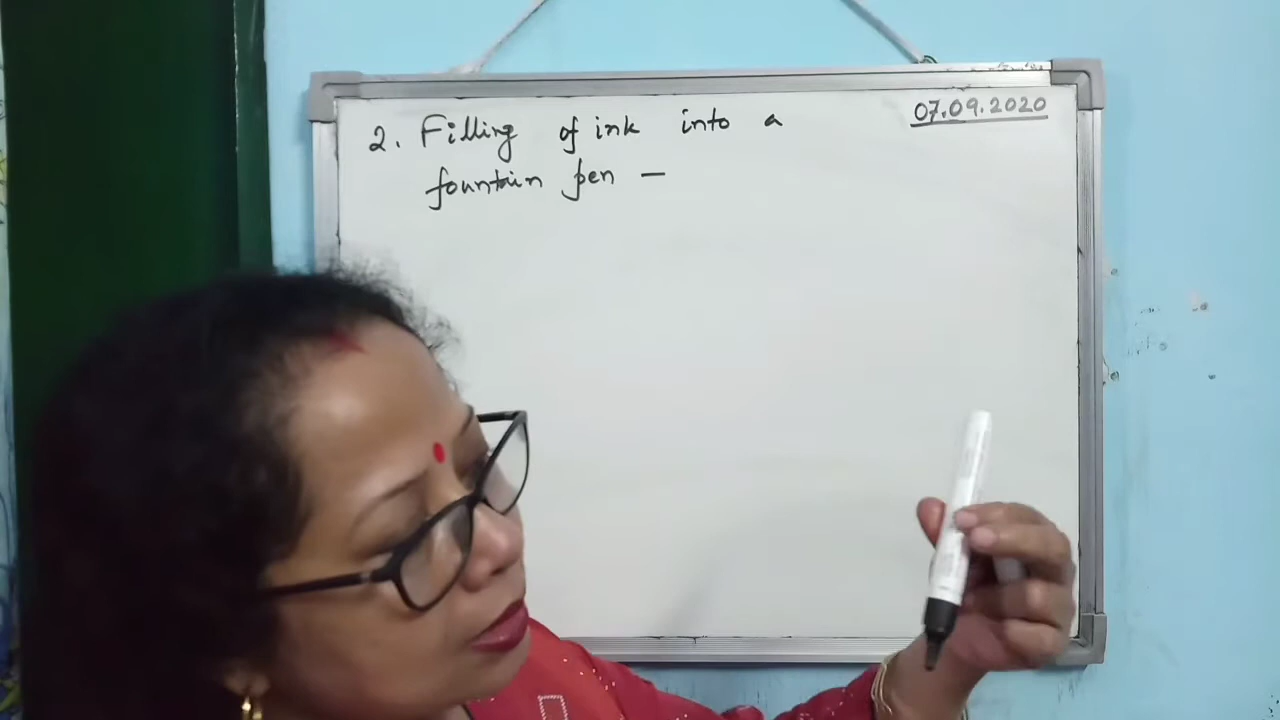 07.09.2020
2. Filling of ink into a
fountain pen —